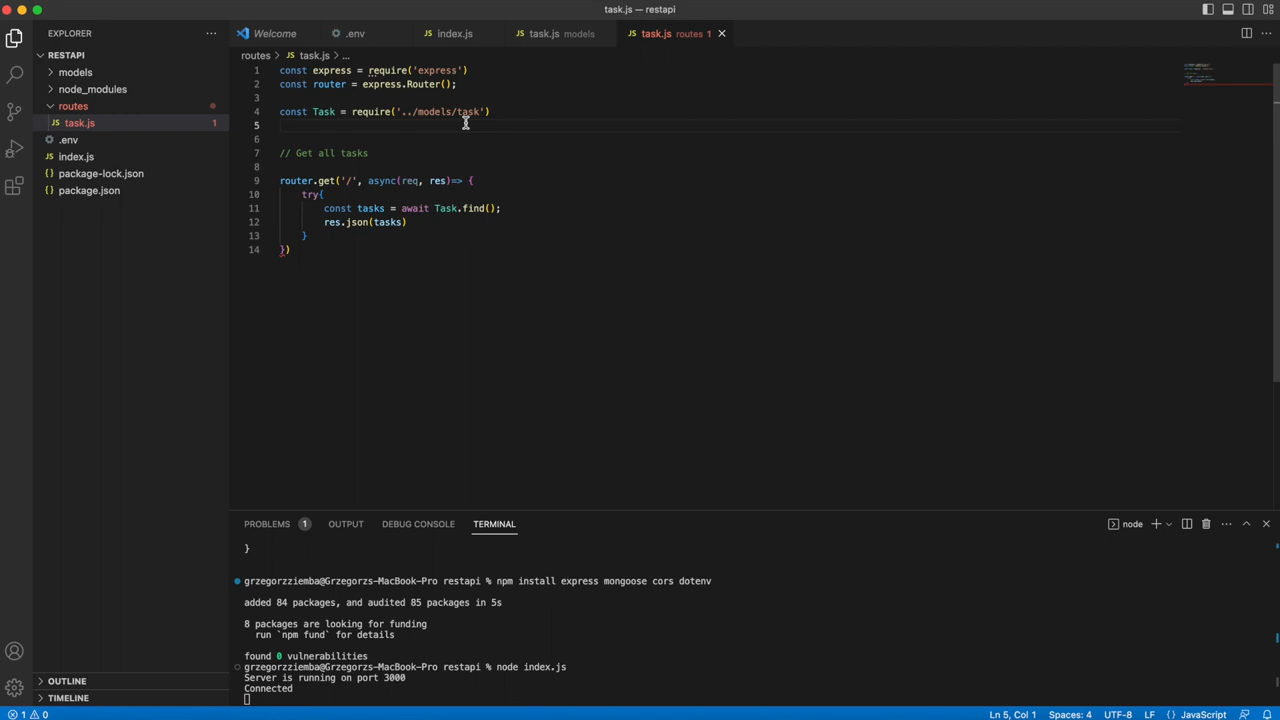 task.js — restapi
EXPLORER
RESTAPI
models
node_modules
routes
task.js 1
.env
index.js
package-lock.json
package.json
OUTLINE
TIMELINE
Welcome .env index.js task.js models task.js routes 1
routes task.js ...
1 const express = require('express')
2 const router = express.Router();
3
4 const Task = require('../models/task')
5
6
7 // Get all tasks
8
9 router.get('/', async(req, res)=> {
10 try{
11 const tasks = await Task.find();
12 res.json(tasks)
13 }
14 })
PROBLEMS 1 OUTPUT DEBUG CONSOLE TERMINAL node
}
grzegorzziemba@Grzegorzs-MacBook-Pro restapi % npm install express mongoose cors dotenv
added 84 packages, and audited 85 packages in 5s
8 packages are looking for funding
run `npm fund` for details
found 0 vulnerabilities
grzegorzziemba@Grzegorzs-MacBook-Pro restapi % node index.js
Server is running on port 3000
Connected
1 0 Ln 5, Col 1 Spaces: 4 UTF-8 LF {} JavaScript